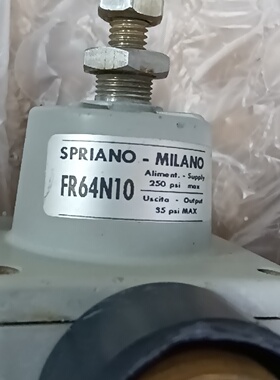 SPRIANO - MILANO
FR64N10
Aliment. - Supply
250 psi max
Uscita - Output
35 psi MAX